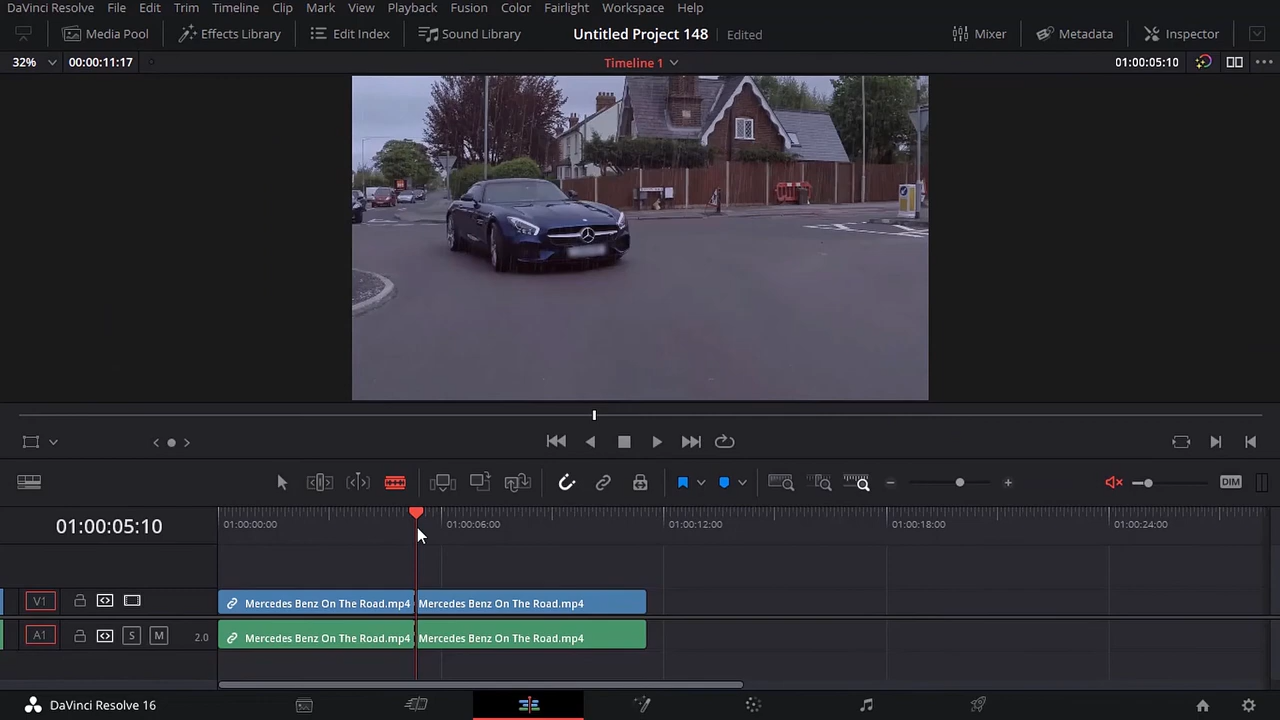 DaVinci Resolve File Edit Trim Timeline Clip Mark View Playback Fusion Color Fairlight Workspace Help
Media Pool Effects Library Edit Index Sound Library Untitled Project 148 Edited Mixer Metadata Inspector
32% 00:00:11:17 Timeline 1 01:00:05:10
DIM
01:00:05:10 01:00:00:00 01:00:06:00 01:00:12:00 01:00:18:00 01:00:24:00
V1 Mercedes Benz On The Road.mp4 Mercedes Benz On The Road.mp4
A1 S M 2.0 Mercedes Benz On The Road.mp4 Mercedes Benz On The Road.mp4
DaVinci Resolve 16